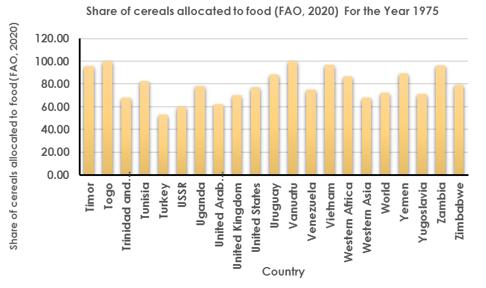 Share of cereals allocated to food (FAO, 2020) For the Year 1975
Share of cereals allocated to food(FAO, 2020)
120.00
100.00
80.00
60.00
40.00
20.00
0.00
Timor
Togo
Trinidad and...
Tunisia
Turkey
USSR
Uganda
United Arab...
United Kingdom
United States
Uruguay
Vanuatu
Venezuela
Vietnam
Western Africa
Western Asia
World
Yemen
Yugoslavia
Zambia
Zimbabwe
Country